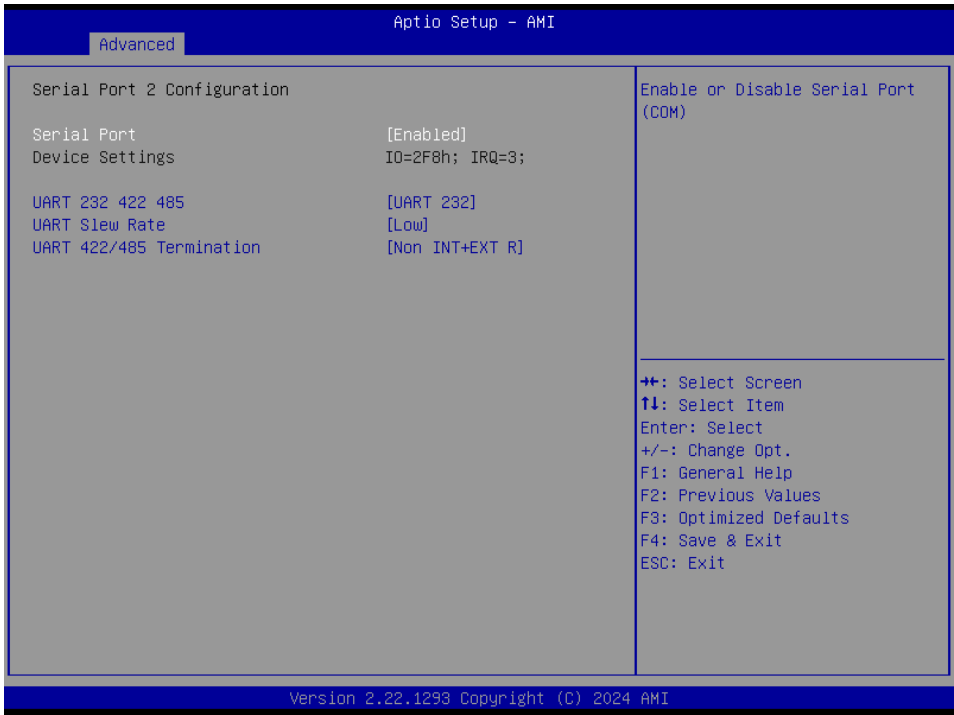 Aptio Setup - AMI
Advanced
Serial Port 2 Configuration
Serial Port [Enabled]
Device Settings IO=2F8h; IRQ=3;
UART 232 422 485 [UART 232]
UART Slew Rate [Low]
UART 422/485 Termination [Non INT+EXT R]
Enable or Disable Serial Port
(COM)
→←: Select Screen
↑↓: Select Item
Enter: Select
+/-: Change Opt.
F1: General Help
F2: Previous Values
F3: Optimized Defaults
F4: Save & Exit
ESC: Exit
Version 2.22.1293 Copyright (C) 2024 AMI